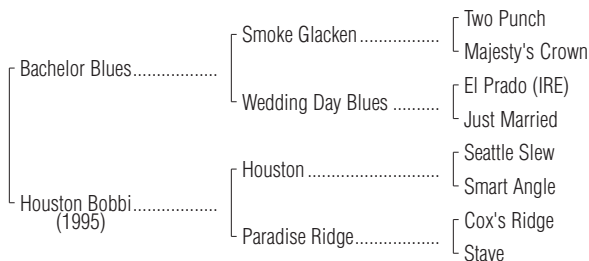 Two Punch
Smoke Glacken..................
Majesty's Crown
Bachelor Blues...................
El Prado (IRE)
Wedding Day Blues ..........
Just Married
Seattle Slew
Houston ..............................
Smart Angle
Houston Bobbi...................
(1995)
Cox's Ridge
Paradise Ridge...................
Stave